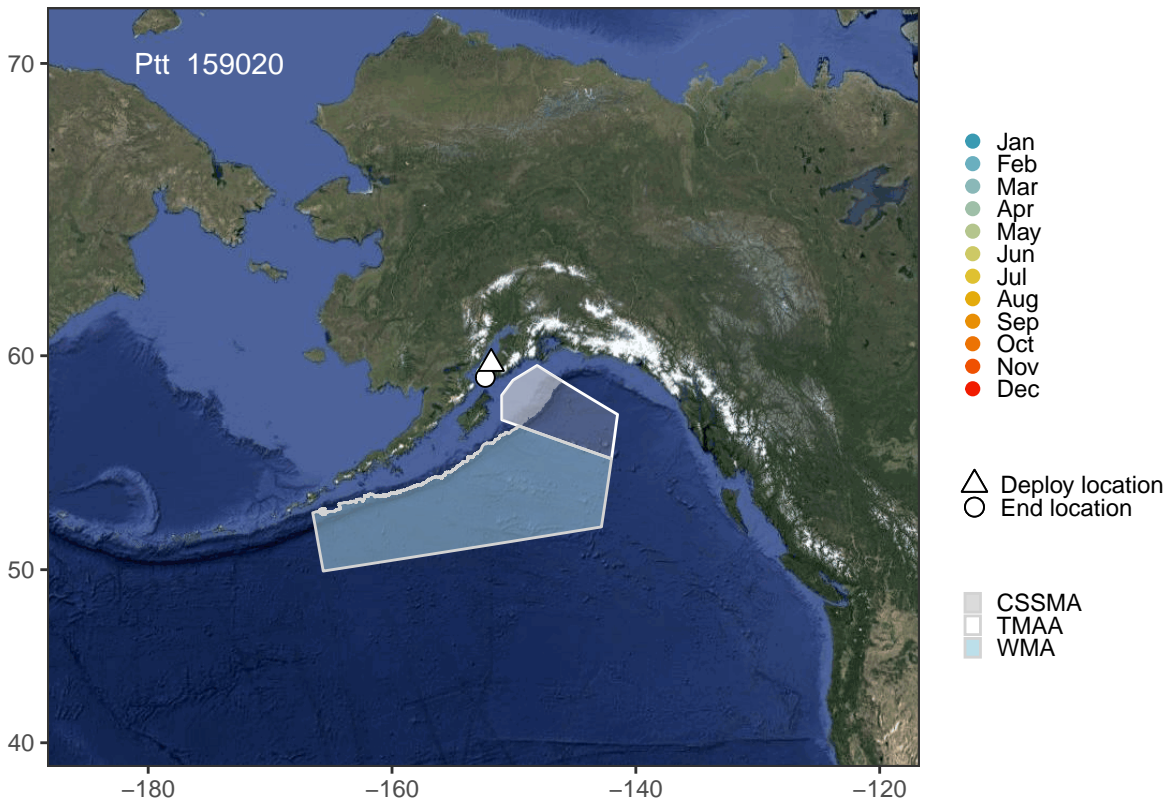 Ptt 159020
70
60
50
40
−180
−160
−140
−120
Jan
Feb
Mar
Apr
May
Jun
Jul
Aug
Sep
Oct
Nov
Dec
Deploy location
End location
CSSMA
TMAA
WMA